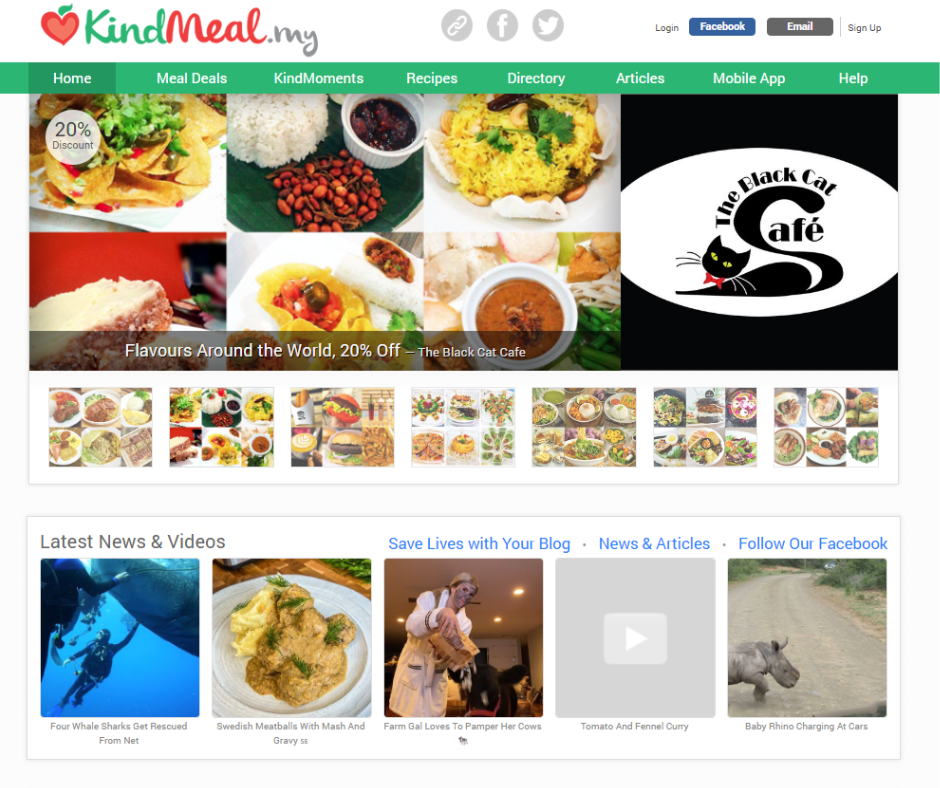 KindMeal.my
Login
Facebook
Email
Sign Up
Home
Meal Deals
KindMoments
Recipes
Directory
Articles
Mobile App
Help
20%
Discount
The Black Cat
Café
Flavours Around the World, 20% Off — The Black Cat Cafe
Latest News & Videos
Save Lives with Your Blog • News & Articles • Follow Our Facebook
Four Whale Sharks Get Rescued
From Net
Swedish Meatballs With Mash And
Gravy
Farm Gal Loves To Pamper Her Cows
Tomato And Fennel Curry
Baby Rhino Charging At Cars